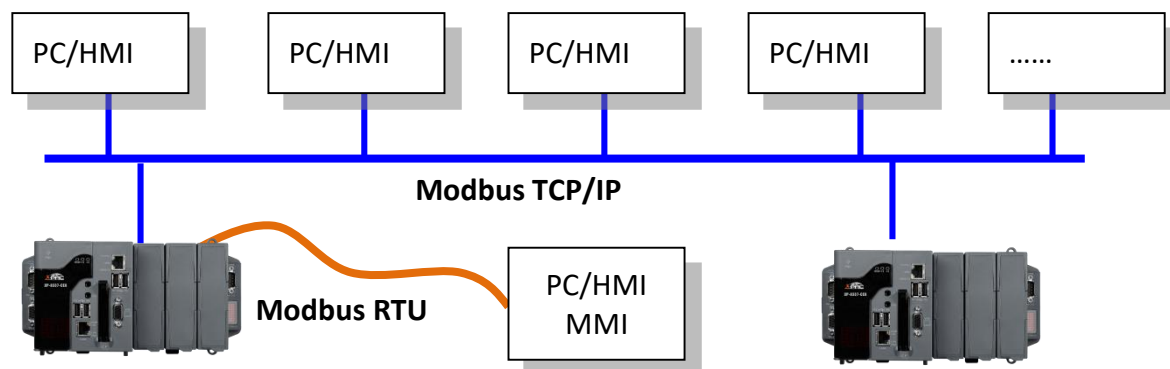 PC/HMI
PC/HMI
PC/HMI
PC/HMI
......
Modbus TCP/IP
Modbus RTU
PC/HMI
MMI